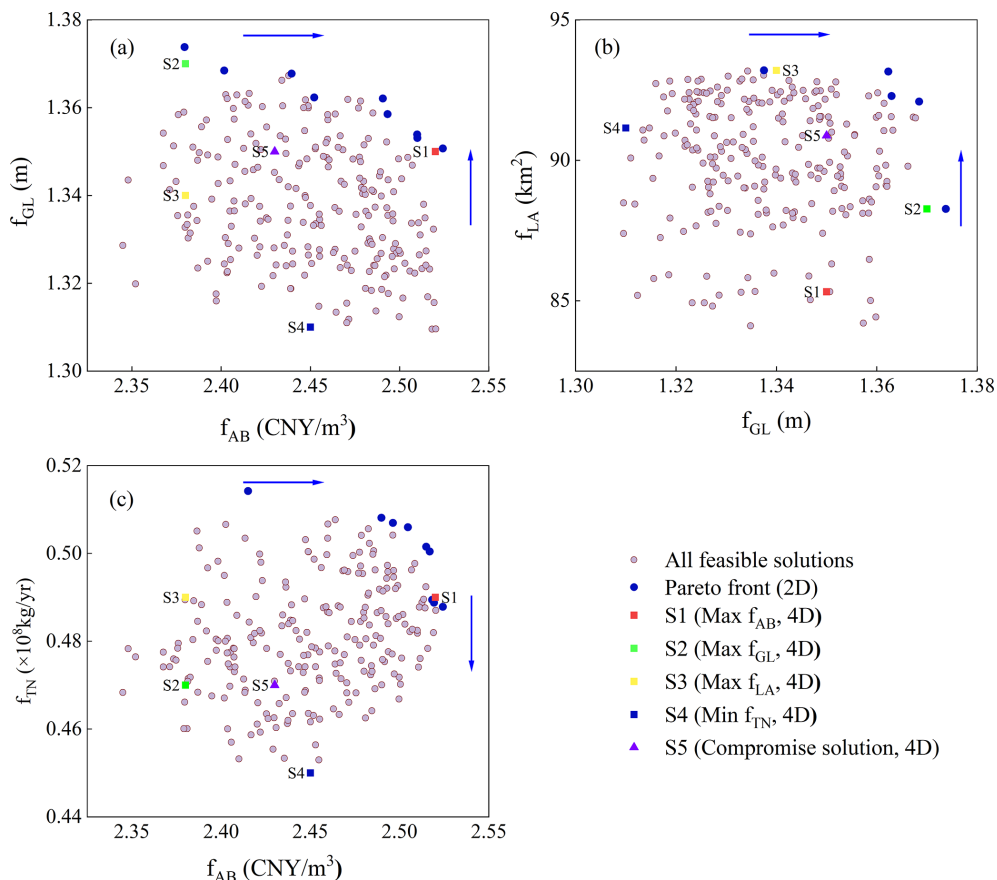 (a)
1.38
1.36
1.34
1.32
1.30
f_GL (m)
S2
S5
S1
S3
S4
2.35
2.40
2.45
2.50
2.55
f_AB (CNY/m³)
(b)
95
90
85
f_LA (km²)
S3
S4
S5
S2
S1
1.30
1.32
1.34
1.36
1.38
f_GL (m)
(c)
0.52
0.50
0.48
0.46
0.44
f_TN (×10⁸kg/yr)
S3
S1
S2
S5
S4
2.35
2.40
2.45
2.50
2.55
f_AB (CNY/m³)
All feasible solutions
Pareto front (2D)
S1 (Max f_AB, 4D)
S2 (Max f_GL, 4D)
S3 (Max f_LA, 4D)
S4 (Min f_TN, 4D)
S5 (Compromise solution, 4D)